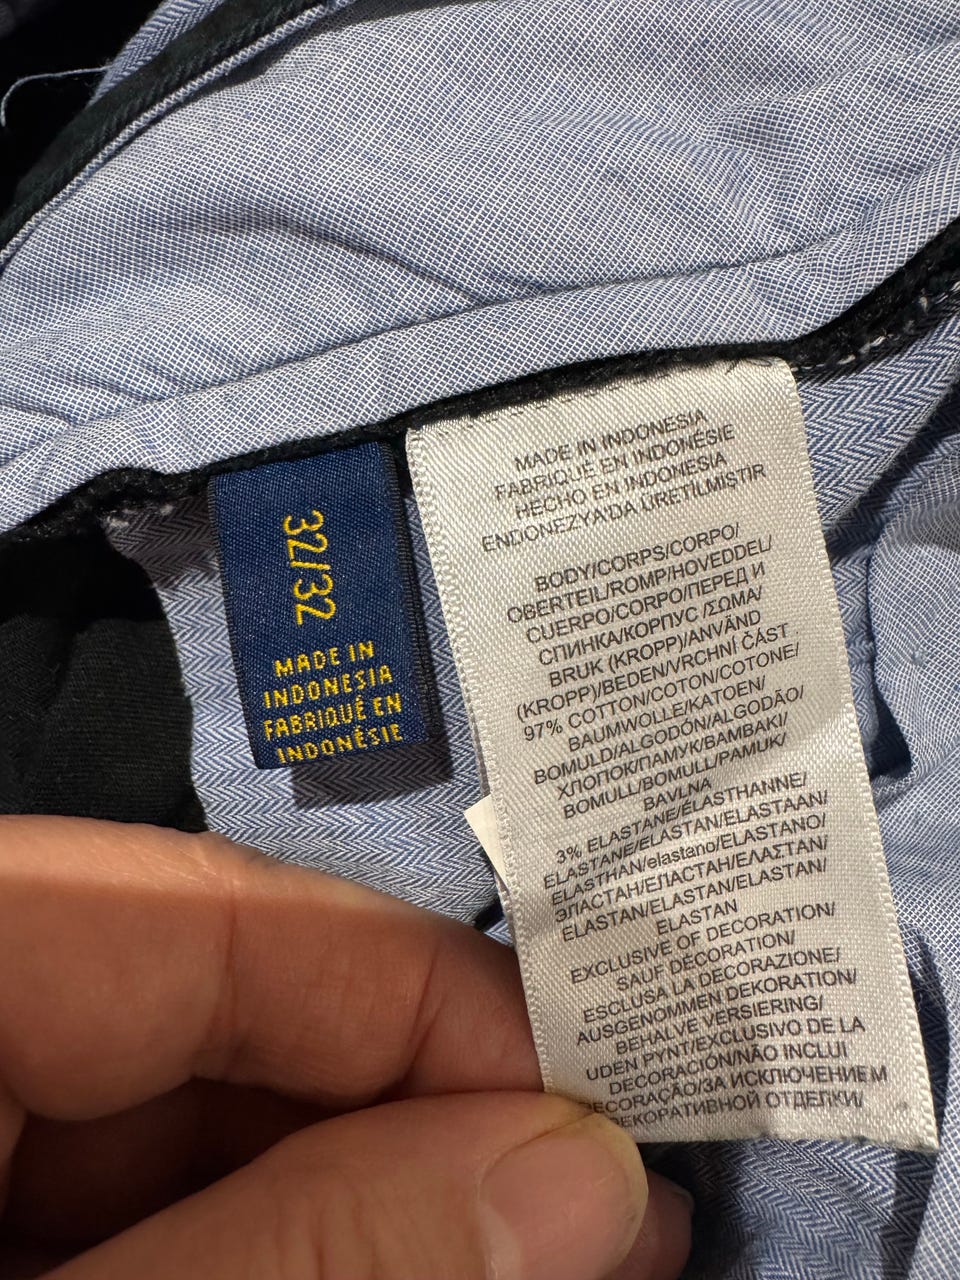 32/32
MADE IN
INDONESIA
FABRIQUÉ EN
INDONÉSIE
MADE IN INDONESIA
FABRIQUÉ EN INDONÉSIE
HECHO EN INDONESIA
ENDONEZYA'DA ÜRETİLMİŞTİR
BODY/CORPS/CORPO/
OBERTEIL/ROMP/HOVEDDEL/
CUERPO/CORPO/ПЕРЕД И
СПИНКА/КОРПУС /ΣΩΜΑ/
BRUK (KROPP)/ANVÄND
(KROPP)/BEDEN/VRCHNÍ ČÁST
97% COTTON/COTON/COTONE/
BAUMWOLLE/KATOEN/
BOMULD/ALGODÓN/ALGODÃO/
ХЛОПОК/ПАМУК/ΒΑΜΒΑΚΙ/
BOMULL/BOMULL/PAMUK/
BAVLNA
3% ELASTANE/ÉLASTHANNE/
ELASTANE/ELASTAN/ELASTAAN/
ELASTHAN/elastano/ELASTANO/
ЭЛАСТАН/ЕЛАСТАН/ΕΛΑΣΤΑΝ/
ELASTAN/ELASTAN/ELASTAN/
ELASTAN
EXCLUSIVE OF DECORATION/
SAUF DÉCORATION/
ESCLUSA LA DECORAZIONE/
AUSGENOMMEN DEKORATION/
BEHALVE VERSIERING/
UDEN PYNT/EXCLUSIVO DE LA
DECORACIÓN/NÃO INCLUI
DECORAÇÃO/ЗА ИСКЛЮЧЕНИЕМ
ДЕКОРАТИВНОЙ ОТДЕЛКИ/